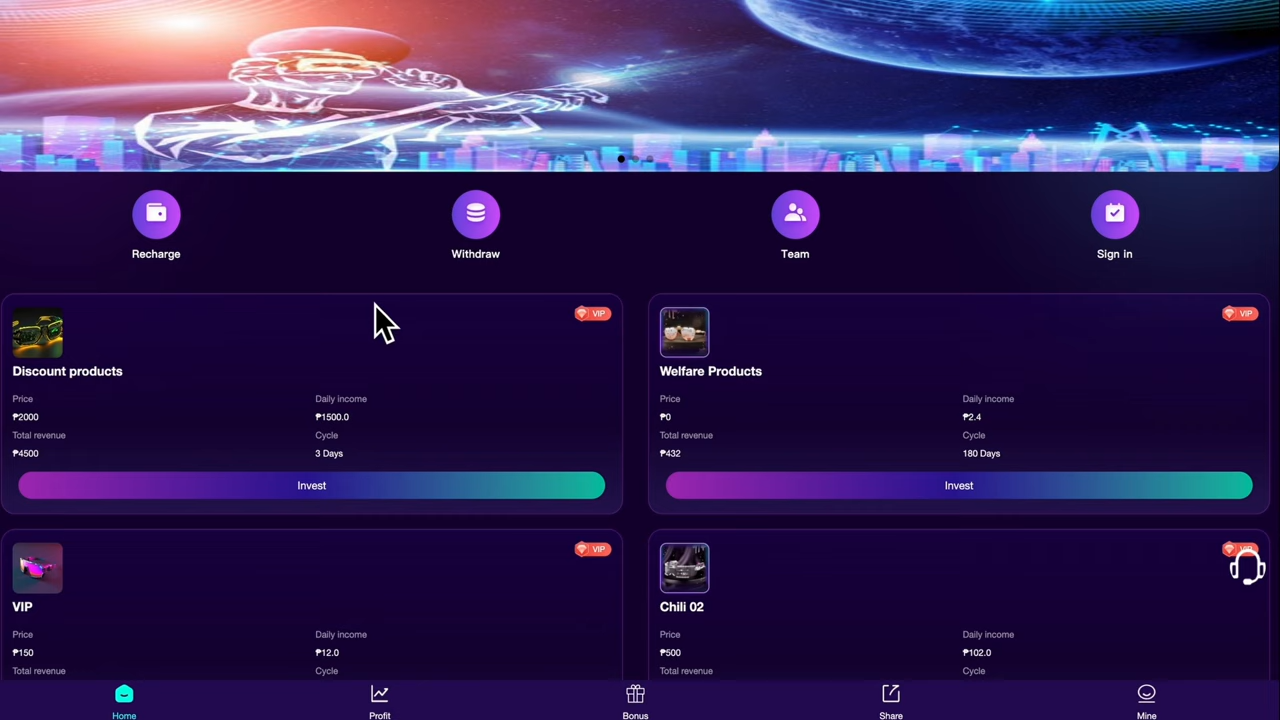 Recharge
Withdraw
Team
Sign in
VIP
Discount products
Price
Daily income
₱2000
₱1500.0
Total revenue
Cycle
₱4500
3 Days
Invest
VIP
Welfare Products
Price
Daily income
₱0
₱2.4
Total revenue
Cycle
₱432
180 Days
Invest
VIP
VIP
Price
Daily income
₱150
₱12.0
Total revenue
Cycle
VIP
Chili 02
Price
Daily income
₱500
₱102.0
Total revenue
Cycle
Home
Profit
Bonus
Share
Mine